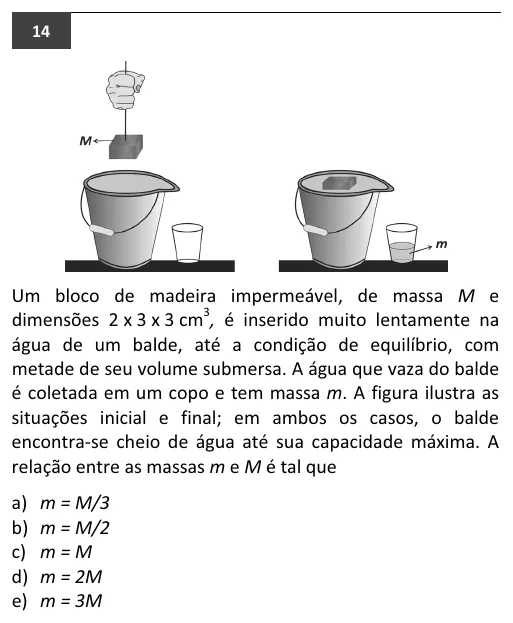 14
M
m
Um bloco de madeira impermeável, de massa M e
dimensões 2 x 3 x 3 cm³, é inserido muito lentamente na
água de um balde, até a condição de equilíbrio, com
metade de seu volume submersa. A água que vaza do balde
é coletada em um copo e tem massa m. A figura ilustra as
situações inicial e final; em ambos os casos, o balde
encontra-se cheio de água até sua capacidade máxima. A
relação entre as massas m e M é tal que
a) m = M/3
b) m = M/2
c) m = M
d) m = 2M
e) m = 3M